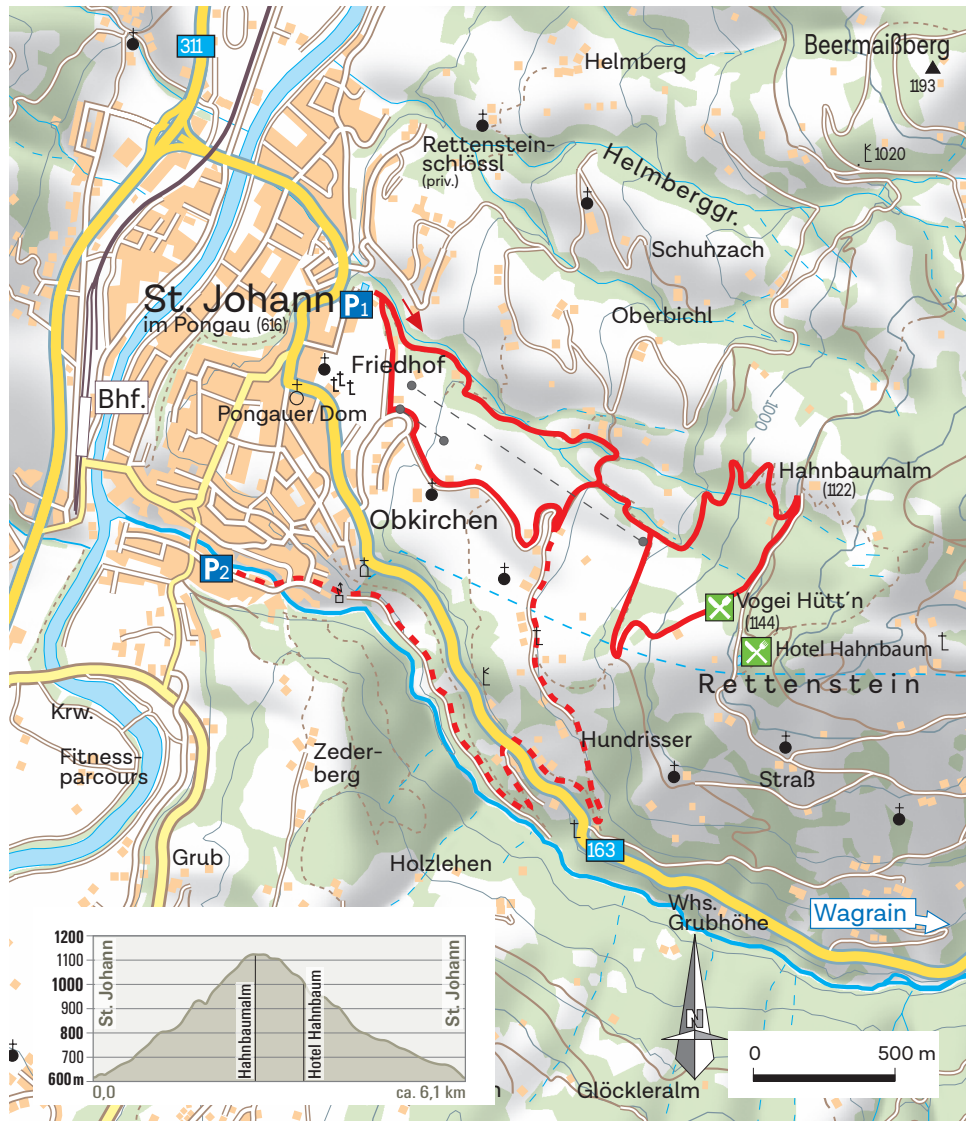 311
Helmberg
Beermaißberg
1193
Rettenstein-
schlössl
(priv.)
1020
Helmberggr.
Schuhzach
St. Johann
im Pongau (616)
P1
Oberbichl
Friedhof
Bhf.
Pongauer Dom
1000
Hahnbaumalm
(1122)
Obkirchen
P2
Vogei Hütt´n
(1144)
Hotel Hahnbaum
Rettenstein
Krw.
Fitness-
parcours
Zeder-
berg
Hundrisser
Straß
Grub
Holzlehen
163
Whs.
Grubhöhe
Wagrain
N
0
500 m
Glöckleralm
1200
1100
1000
900
800
700
600 m
St. Johann
Hahnbaumalm
Hotel Hahnbaum
St. Johann
0,0
ca. 6,1 km